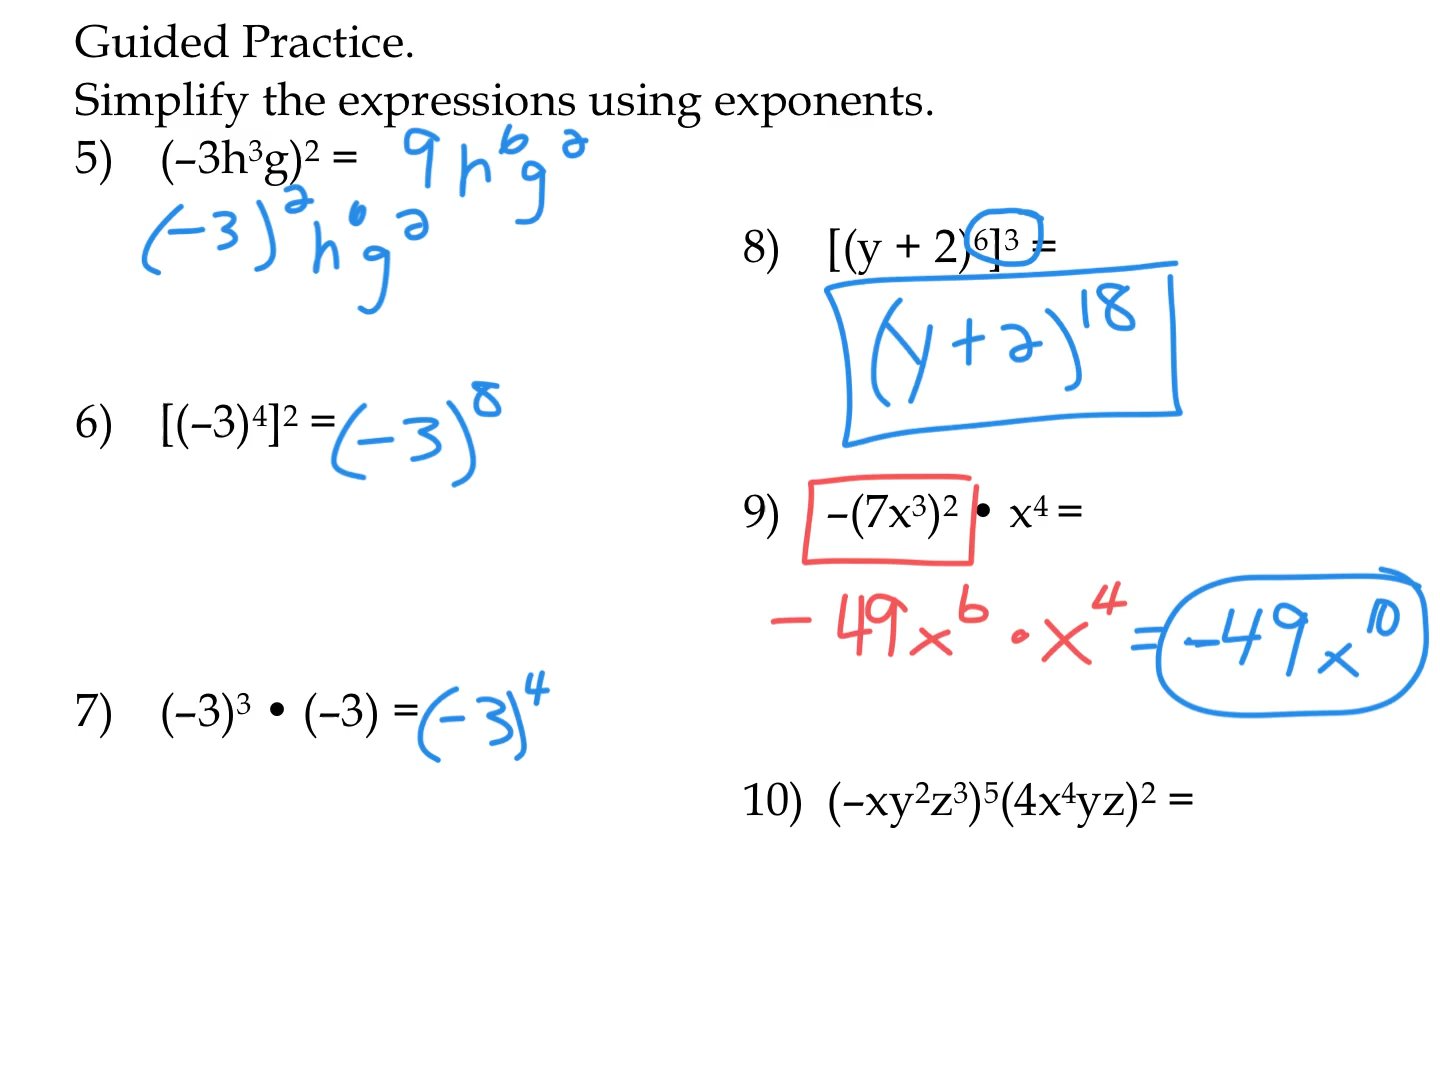 Guided Practice.
Simplify the expressions using exponents.
5) (–3h³g)² = 9h⁶g²
(–3)²h⁶g²
6) [(–3)⁴]² = (–3)⁸
7) (–3)³ • (–3) = (–3)⁴
8) [(y + 2)⁶]³ =
(y+2)¹⁸
9) –(7x³)² • x⁴ =
–49x⁶ • x⁴ = –49x¹⁰
10) (–xy²z³)⁵(4x⁴yz)² =